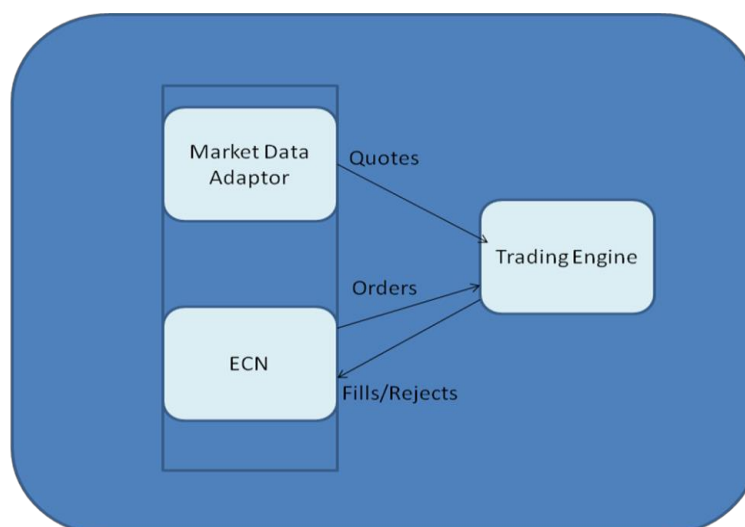 Market Data
Adaptor
Quotes
Trading Engine
Orders
ECN
Fills/Rejects